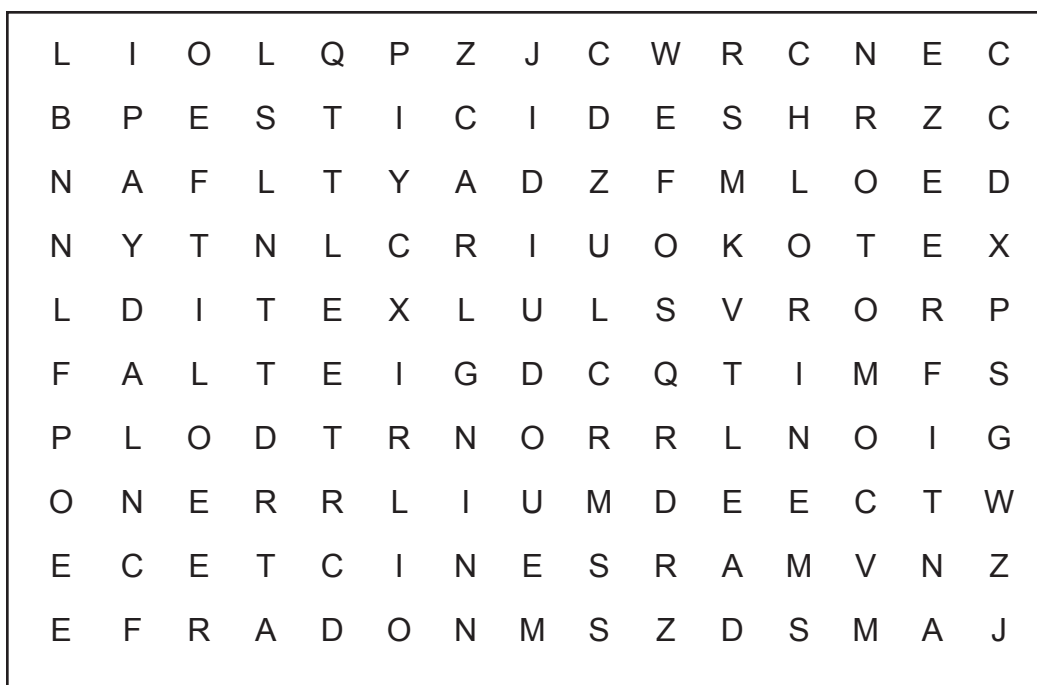 L I O L Q P Z J C W R C N E C
B P E S T I C I D E S H R Z C
N A F L T Y A D Z F M L O E D
N Y T N L C R I U O K O T E X
L D I T E X L U L S V R O R P
F A L T E I G D C Q T I M F S
P L O D T R N O R R L N O I G
O N E R R L I U M D E E C T W
E C E T C I N E S R A M V N Z
E F R A D O N M S Z D S M A J